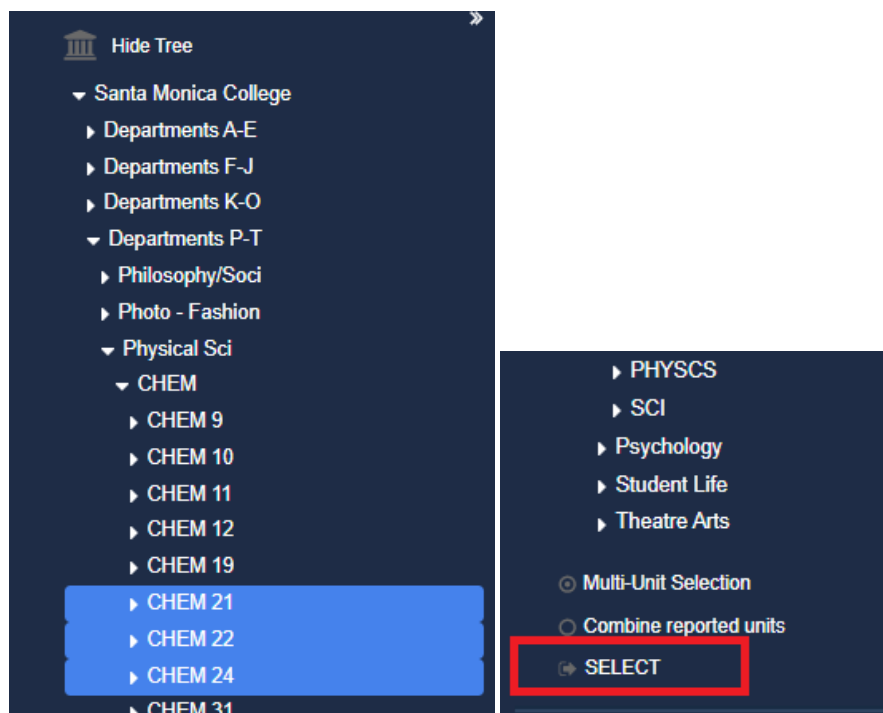 Hide Tree
Santa Monica College
Departments A-E
Departments F-J
Departments K-O
Departments P-T
Philosophy/Soci
Photo - Fashion
Physical Sci
CHEM
CHEM 9
CHEM 10
CHEM 11
CHEM 12
CHEM 19
CHEM 21
CHEM 22
CHEM 24
CHEM 31
PHYSCS
SCI
Psychology
Student Life
Theatre Arts
Multi-Unit Selection
Combine reported units
SELECT